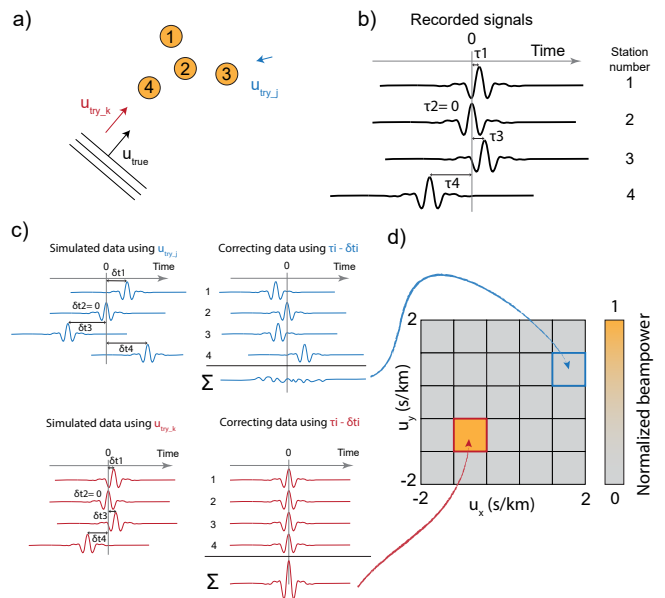 a)
1
2
3
4
u_try_k
u_try_j
u_true
b)
Recorded signals
0
Time
Station
number
τ1
1
τ2= 0
2
τ3
3
τ4
4
c)
Simulated data using u_try_j
0
Time
δt1
δt2= 0
δt3
δt4
Correcting data using τi - δti
0
Time
1
2
3
4
Σ
Simulated data using u_try_k
0
Time
δt1
δt2= 0
δt3
δt4
Correcting data using τi - δti
0
Time
1
2
3
4
Σ
d)
2
u_y (s/km)
-2
-2
u_x (s/km)
2
1
Normalized beampower
0